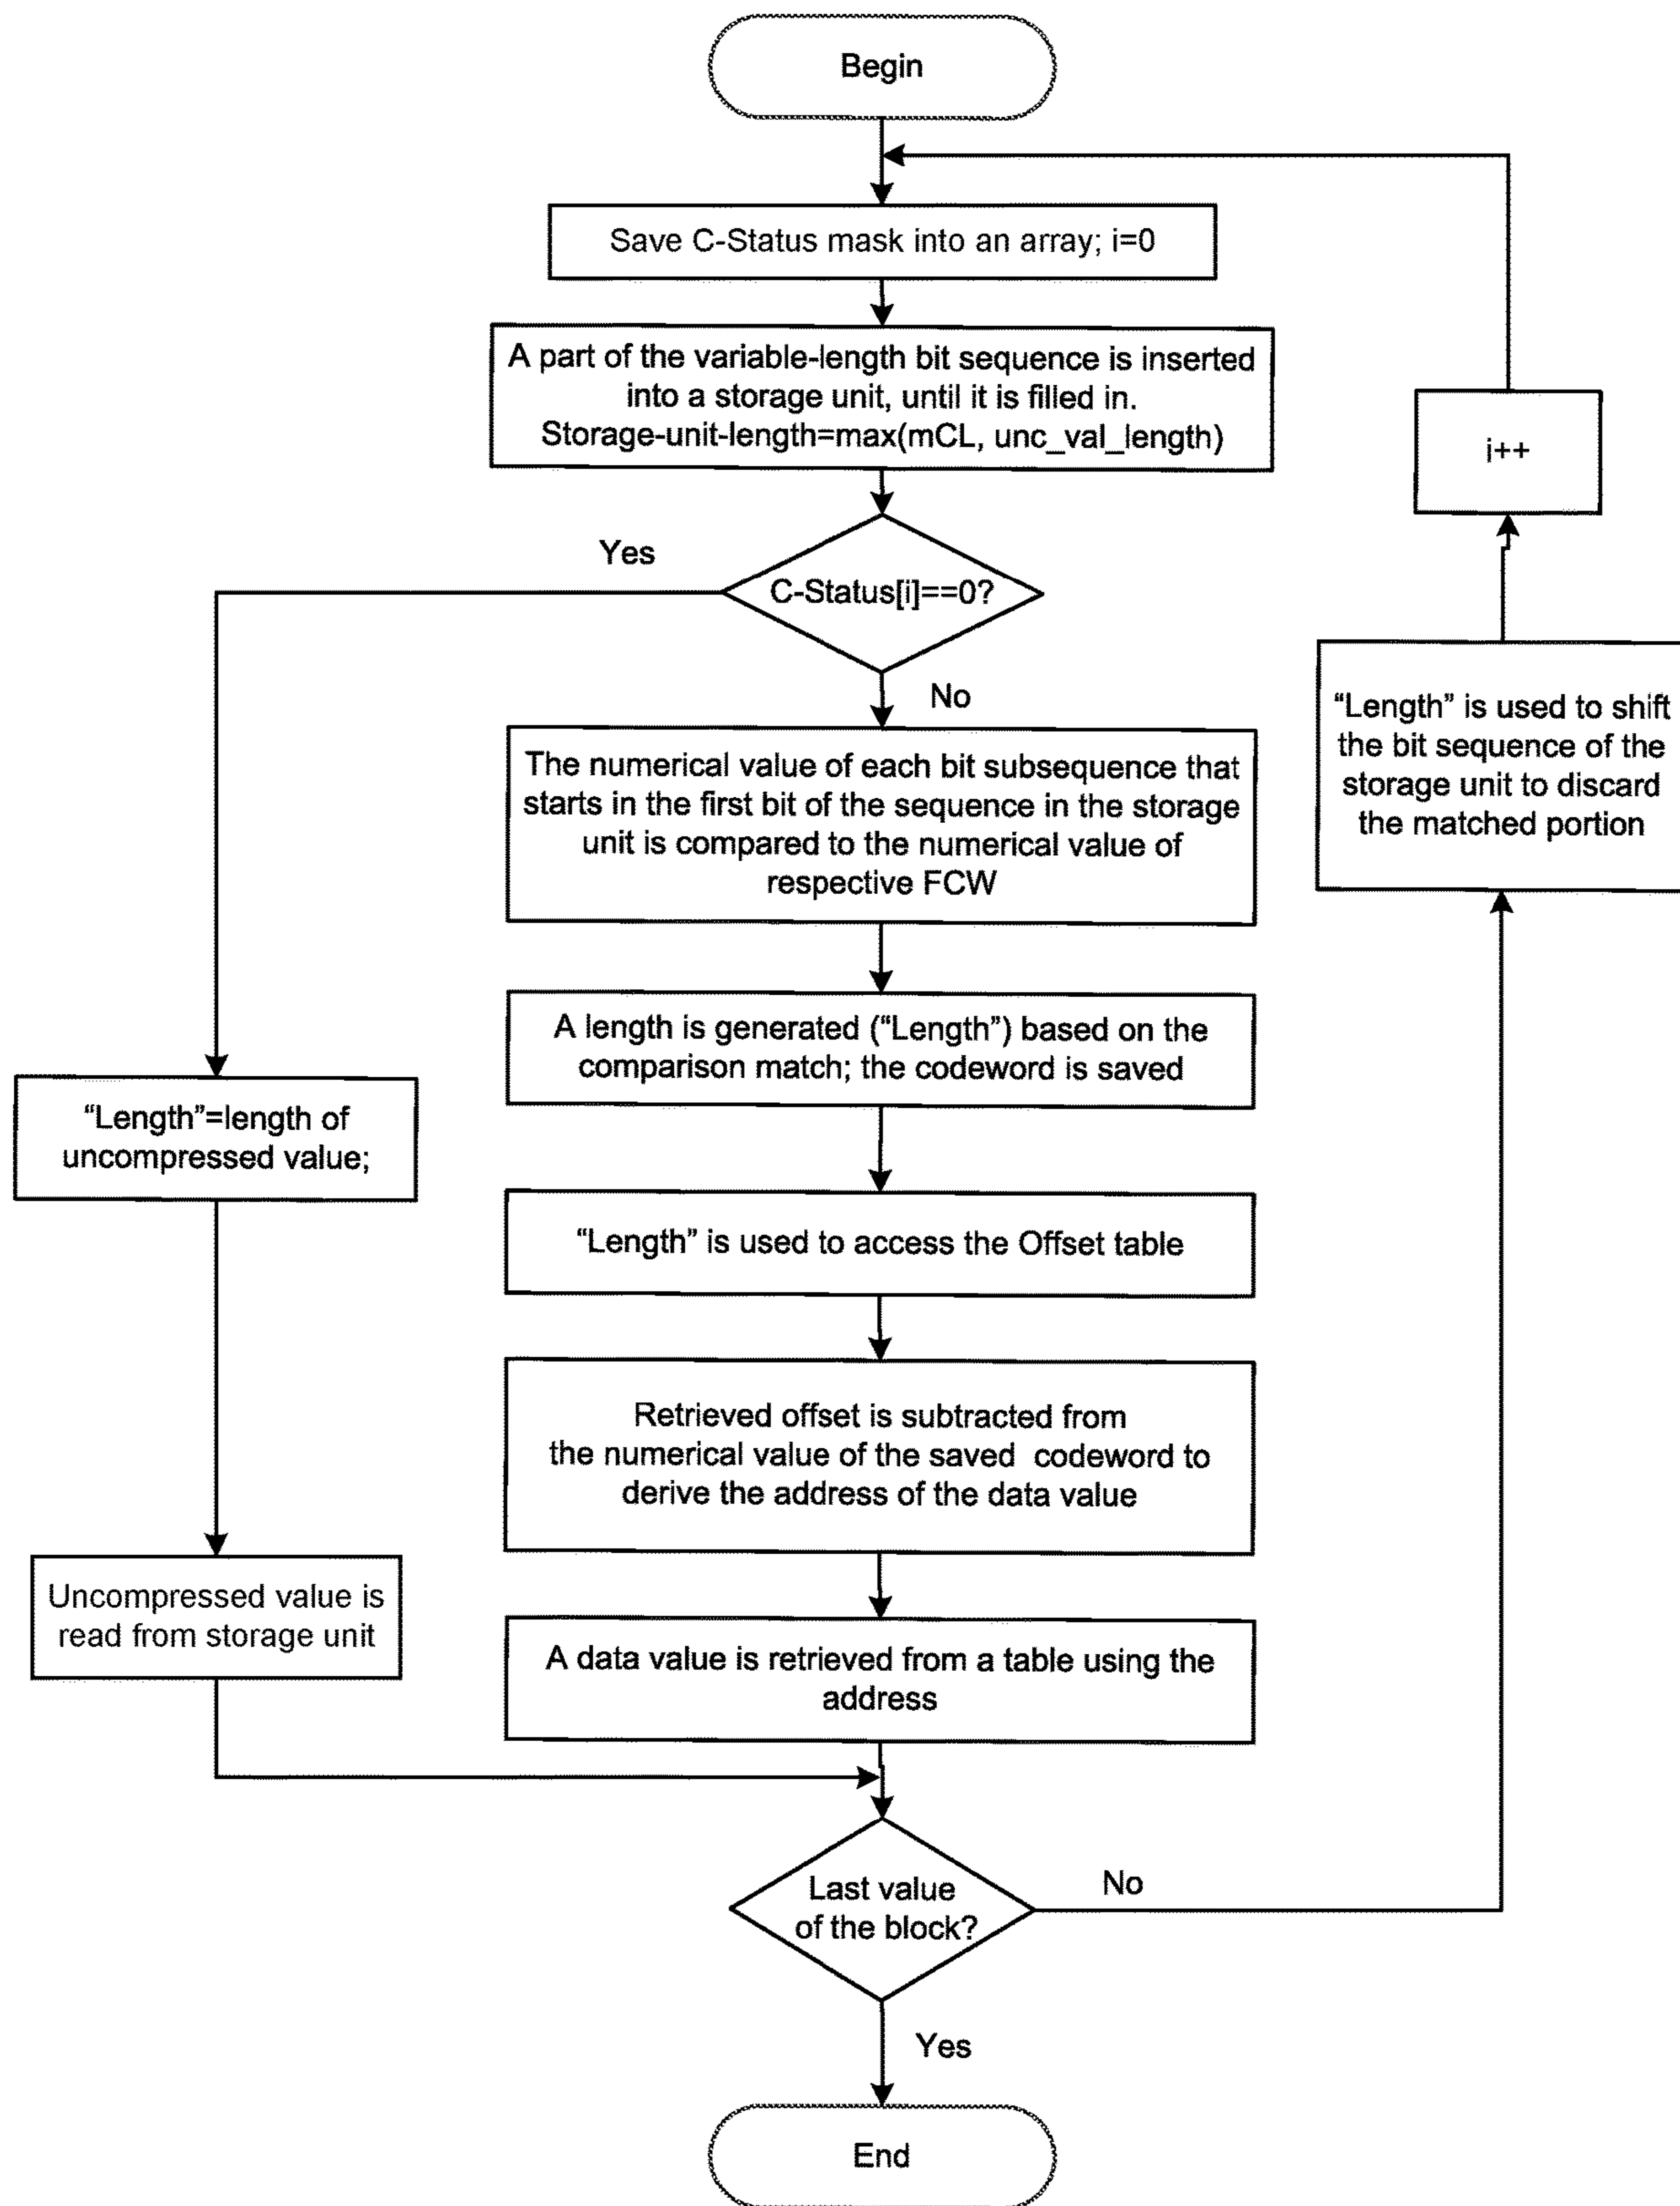 Begin
Save C-Status mask into an array; i=0
A part of the variable-length bit sequence is inserted
into a storage unit, until it is filled in.
Storage-unit-length=max(mCL, unc_val_length)
i++
Yes
C-Status[i]==0?
No
"Length" is used to shift
the bit sequence of the
storage unit to discard
the matched portion
The numerical value of each bit subsequence that
starts in the first bit of the sequence in the storage
unit is compared to the numerical value of
respective FCW
A length is generated ("Length") based on the
comparison match; the codeword is saved
"Length"=length of
uncompressed value;
"Length" is used to access the Offset table
Retrieved offset is subtracted from
the numerical value of the saved codeword to
derive the address of the data value
Uncompressed value is
read from storage unit
A data value is retrieved from a table using the
address
Last value
of the block?
No
Yes
End